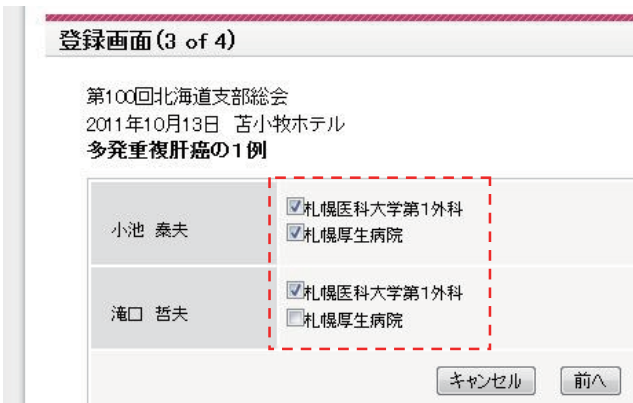 登録画面(3 of 4)
第100回北海道支部総会
2011年10月13日 苫小牧ホテル
多発重複肝癌の1例
小池 泰夫
札幌医科大学第1外科
札幌厚生病院
滝口 哲夫
札幌医科大学第1外科
札幌厚生病院
キャンセル 前へ